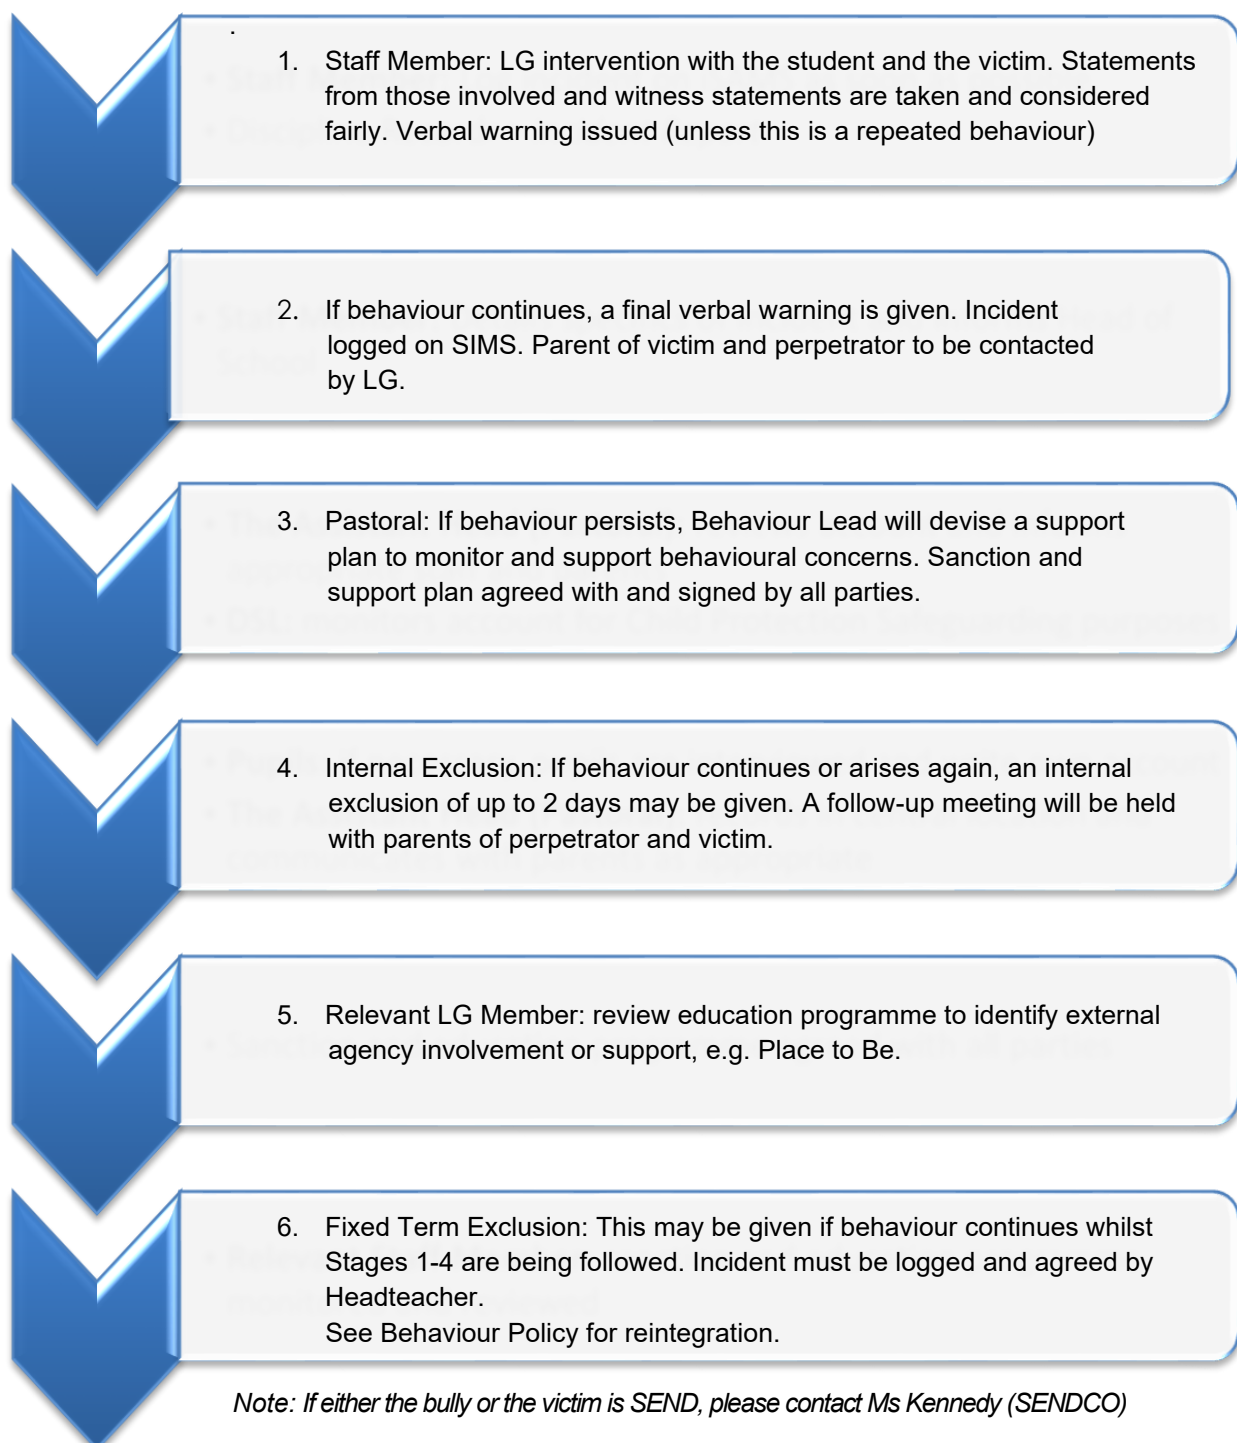 .
1. Staff Member: LG intervention with the student and the victim. Statements
from those involved and witness statements are taken and considered
fairly. Verbal warning issued (unless this is a repeated behaviour)
2. If behaviour continues, a final verbal warning is given. Incident
logged on SIMS. Parent of victim and perpetrator to be contacted
by LG.
3. Pastoral: If behaviour persists, Behaviour Lead will devise a support
plan to monitor and support behavioural concerns. Sanction and
support plan agreed with and signed by all parties.
4. Internal Exclusion: If behaviour continues or arises again, an internal
exclusion of up to 2 days may be given. A follow-up meeting will be held
with parents of perpetrator and victim.
5. Relevant LG Member: review education programme to identify external
agency involvement or support, e.g. Place to Be.
6. Fixed Term Exclusion: This may be given if behaviour continues whilst
Stages 1-4 are being followed. Incident must be logged and agreed by
Headteacher.
See Behaviour Policy for reintegration.
Note: If either the bully or the victim is SEND, please contact Ms Kennedy (SENDCO)